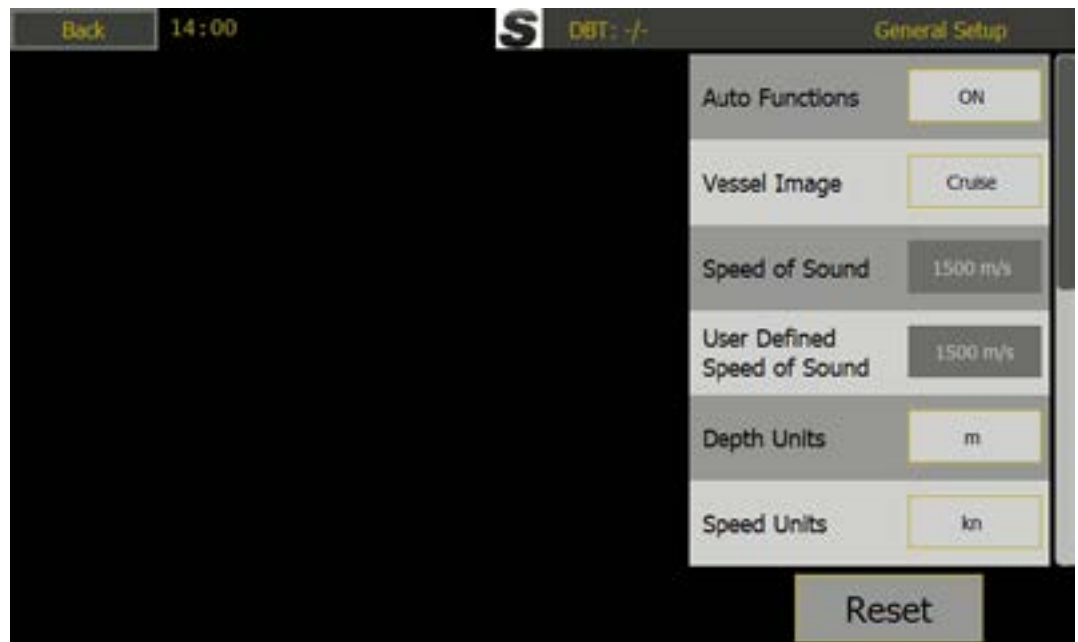 Back 14:00 S DBT: -/- General Setup
Auto Functions ON
Vessel Image Cruise
Speed of Sound 1500 m/s
User Defined
Speed of Sound 1500 m/s
Depth Units m
Speed Units kn
Reset